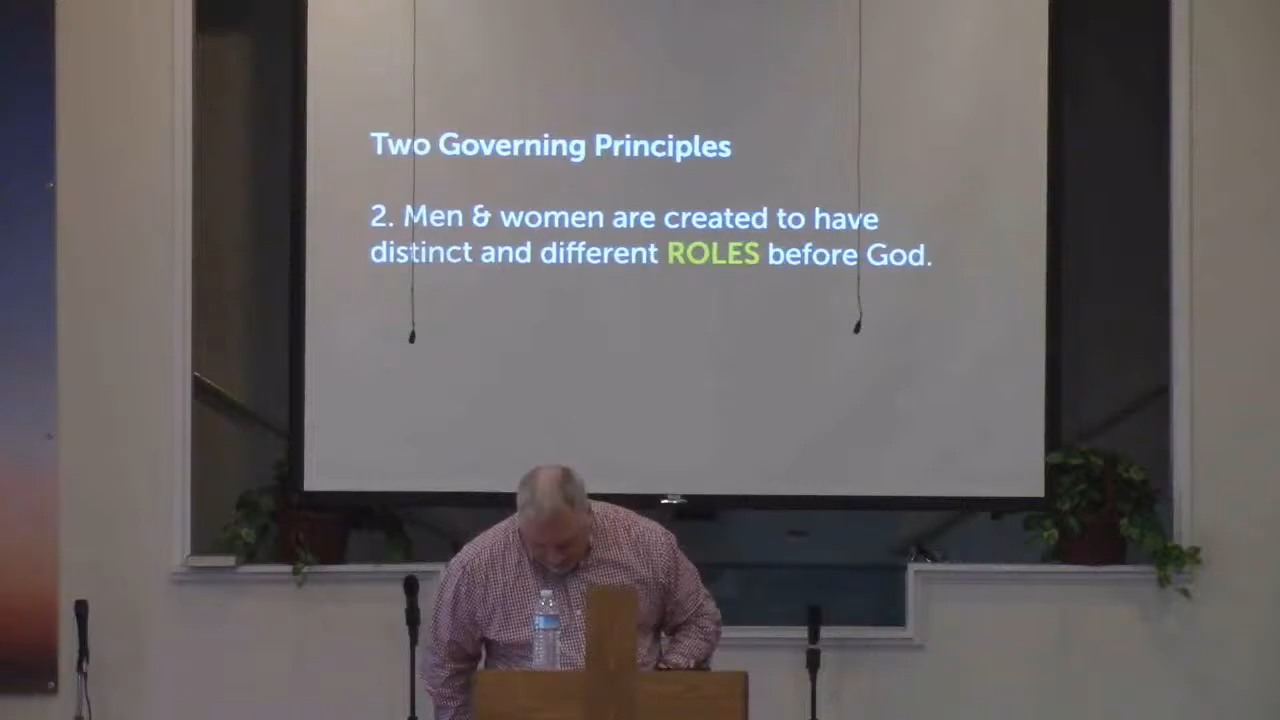 Two Governing Principles
2. Men & women are created to have
distinct and different ROLES before God.